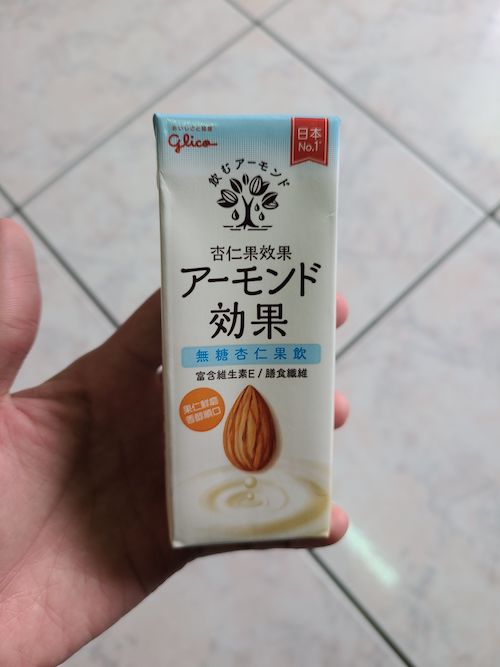 おいしさと健康
glico
日本
No.1*
飲むアーモンド
杏仁果效果
アーモンド
効果
無糖杏仁果飲
富含維生素E / 膳食纖維
果仁鮮磨
香醇順口